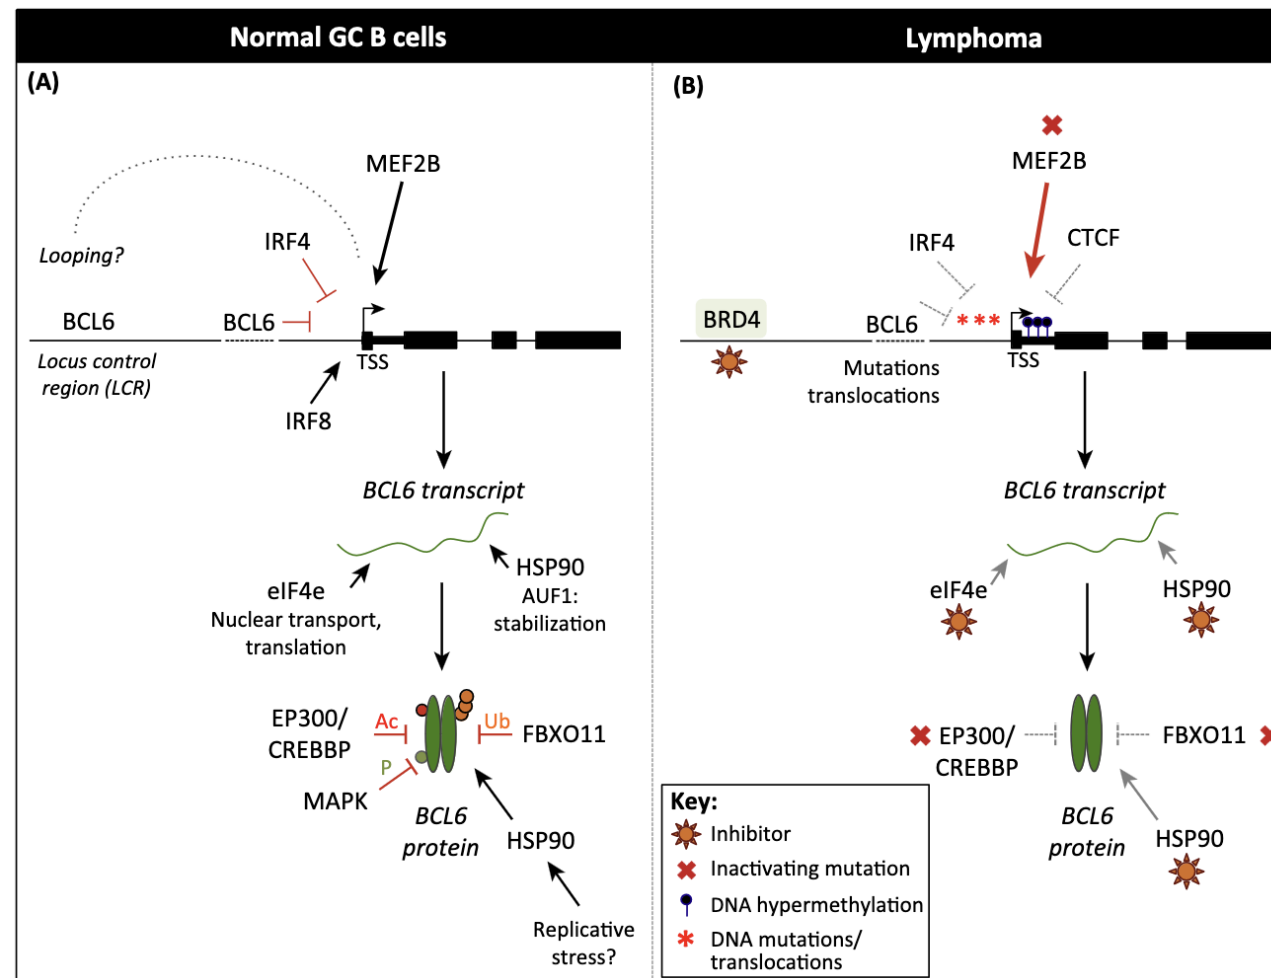 Normal GC B cells
Lymphoma
(A)
MEF2B
IRF4
Looping?
BCL6
BCL6
Locus control
region (LCR)
TSS
IRF8
BCL6 transcript
eIF4e
Nuclear transport,
translation
HSP90
AUF1:
stabilization
EP300/
CREBBP
Ac
Ub
FBXO11
P
MAPK
BCL6
protein
HSP90
Replicative
stress?
(B)
MEF2B
IRF4
CTCF
BRD4
BCL6
***
TSS
Mutations
translocations
BCL6 transcript
eIF4e
HSP90
EP300/
CREBBP
FBXO11
BCL6
protein
HSP90
Key:
Inhibitor
Inactivating mutation
DNA hypermethylation
* DNA mutations/
translocations